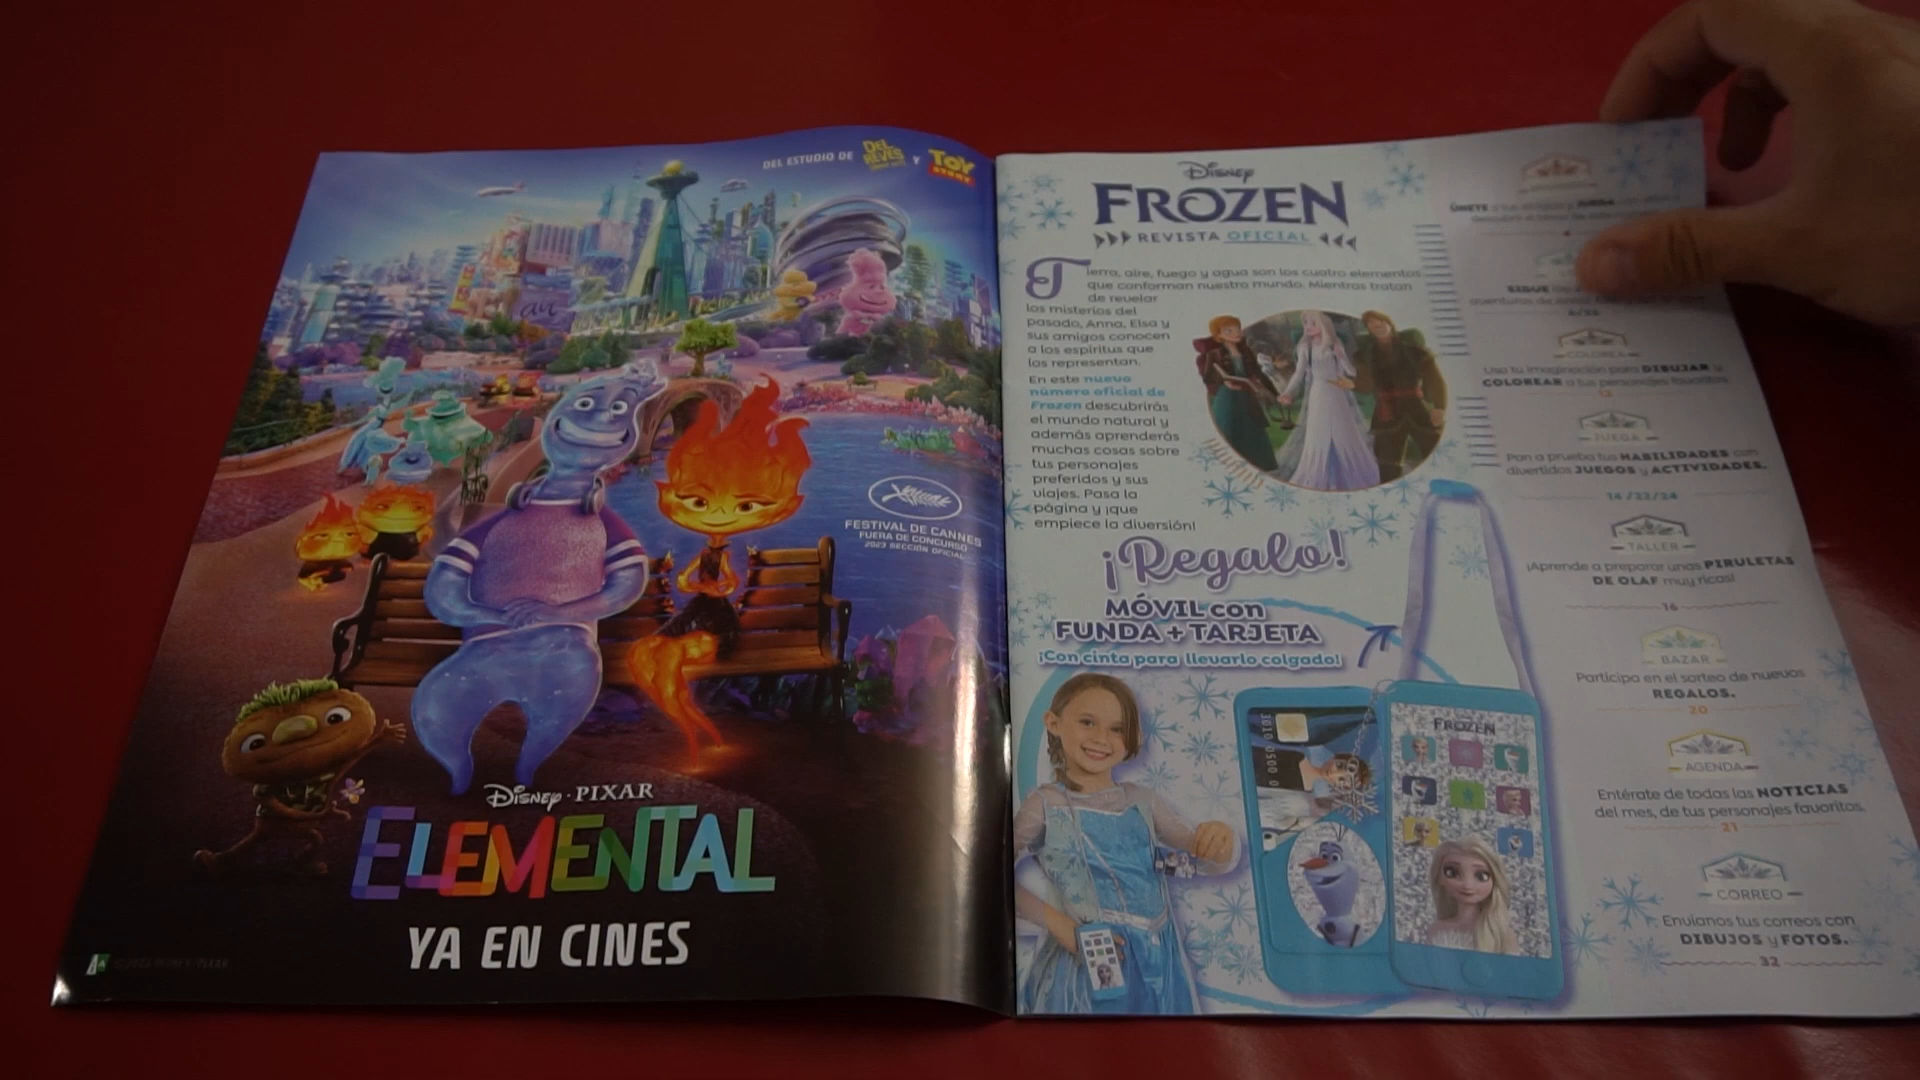 DEL ESTUDIO DE DEL REVÉS Y TOY STORY
FESTIVAL DE CANNES
FUERA DE CONCURSO
2023 SECCIÓN OFICIAL
DISNEY · PIXAR
ELEMENTAL
YA EN CINES
DISNEY
FROZEN
REVISTA OFICIAL
Tierra, aire, fuego y agua son los cuatro elementos
que conforman nuestro mundo. Mientras tratan
de revelar
los misterios del
pasado, Anna, Elsa y
sus amigos conocen
a los espíritus que
los representan.
En este nuevo
número oficial de
Frozen descubrirás
el mundo natural y
además aprenderás
muchas cosas sobre
tus personajes
preferidos y sus
viajes. Pasa la
página y ¡que
empiece la diversión!
¡Regalo!
MÓVIL con
FUNDA + TARJETA
¡Con cinta para llevarlo colgado!
FROZEN
ÚNETE
4
SIGUE
COLOREA
Usa tu imaginación para DIBUJAR y
COLOREAR a tus personajes favoritos.
12
JUEGA
Pon a prueba tus HABILIDADES con
divertidos JUEGOS y ACTIVIDADES.
14/22/24
TALLER
¡Aprende a preparar unas PIRULETAS
DE OLAF muy ricas!
16
BAZAR
Participa en el sorteo de nuevos
REGALOS.
20
AGENDA
Entérate de todas las NOTICIAS
del mes, de tus personajes favoritos.
21
CORREO
Envíanos tus correos con
DIBUJOS y FOTOS.
32